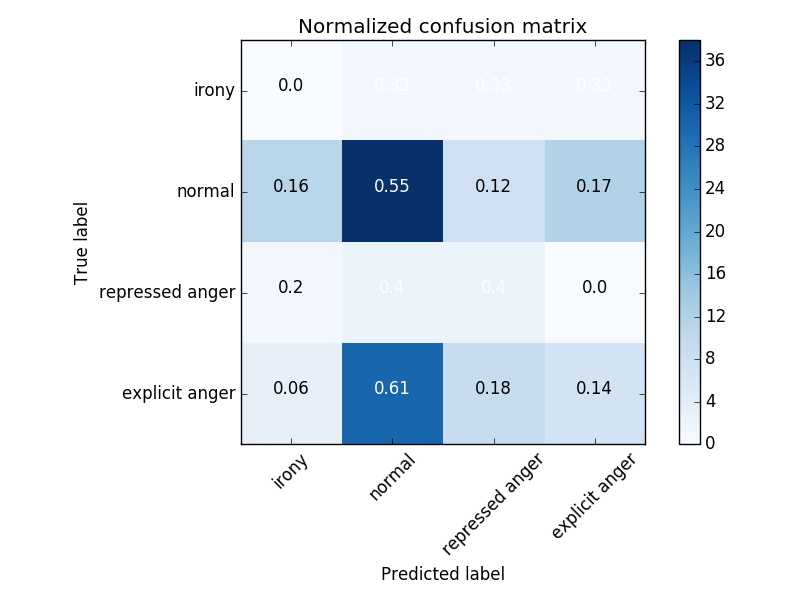 Normalized confusion matrix
irony 0.0 0.33 0.33 0.33
normal 0.16 0.55 0.12 0.17
repressed anger 0.2 0.4 0.4 0.0
explicit anger 0.06 0.61 0.18 0.14
True label
irony normal repressed anger explicit anger
Predicted label
36
32
28
24
20
16
12
8
4
0